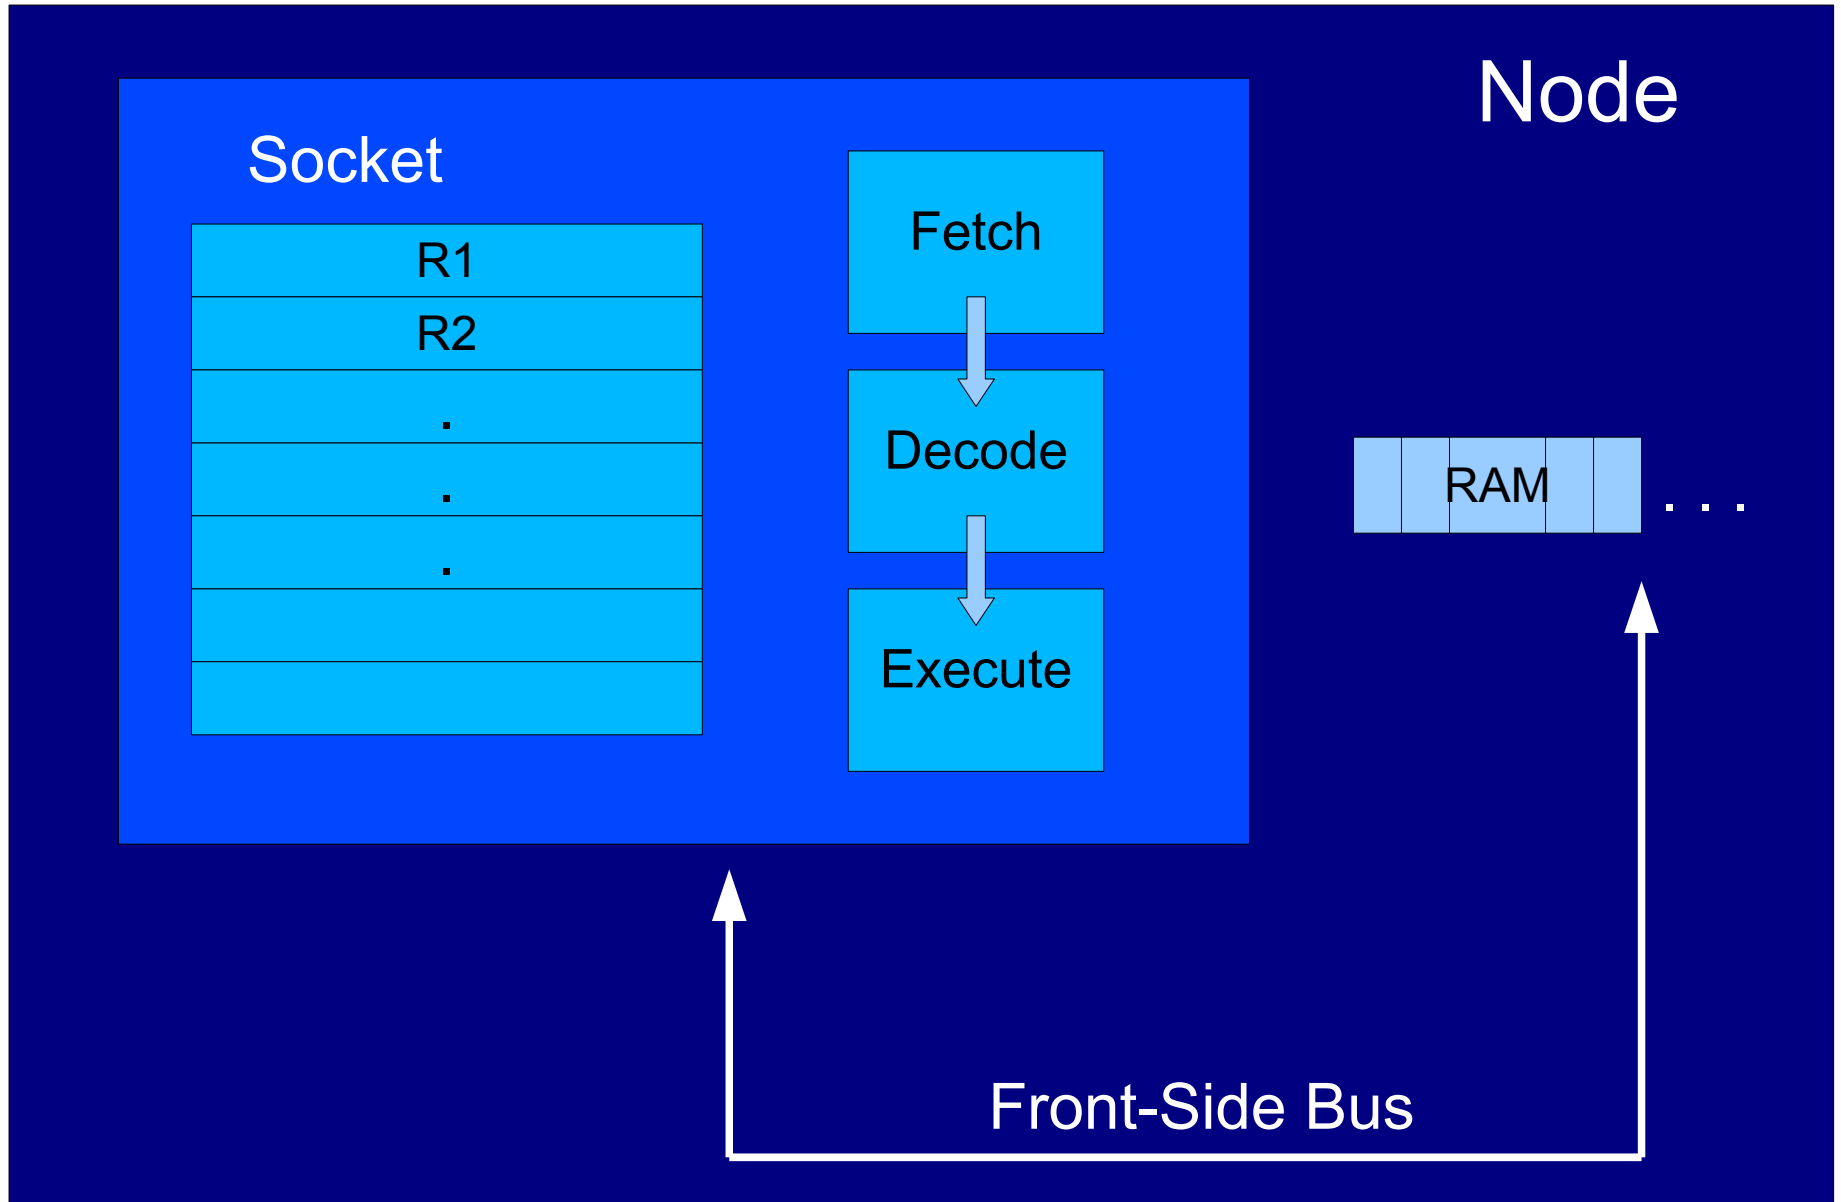 Node
Socket
R1
R2
.
.
.
Fetch
Decode
Execute
RAM
. . .
Front-Side Bus